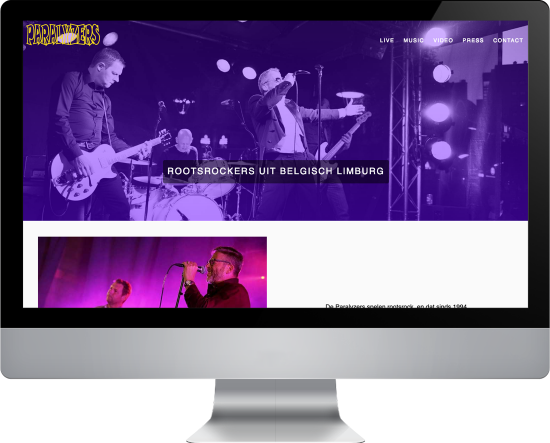 PARALYZERS
LIVE MUSIC VIDEO PRESS CONTACT
ROOTSROCKERS UIT BELGISCH LIMBURG
De Paralyzers spelen rootsrock, en dat sinds 1994.